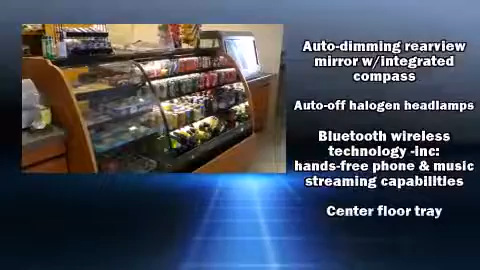 Auto-dimming rearview
mirror w/integrated
compass
Auto-off halogen headlamps
Bluetooth wireless
technology -inc:
hands-free phone & music
streaming capabilities
Center floor tray